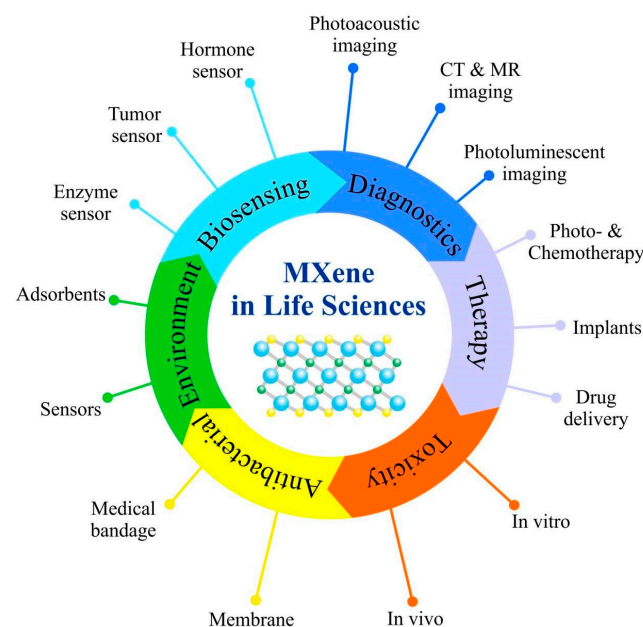 Photoacoustic
imaging
Hormone
sensor
CT & MR
imaging
Tumor
sensor
Photoluminescent
imaging
Enzyme
sensor
Biosensing
Diagnostics
Photo- &
Chemotherapy
MXene
in Life Sciences
Adsorbents
Environment
Therapy
Implants
Sensors
Drug
delivery
Antibacterial
Toxicity
Medical
bandage
In vitro
Membrane
In vivo